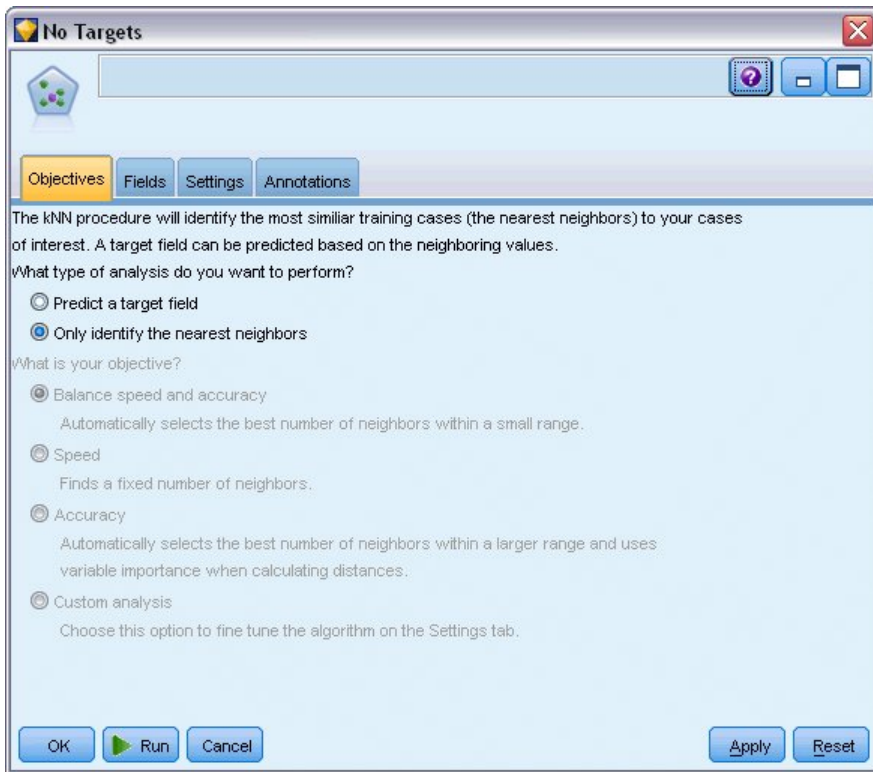 No Targets
Objectives Fields Settings Annotations
The kNN procedure will identify the most similiar training cases (the nearest neighbors) to your cases
of interest. A target field can be predicted based on the neighboring values.
What type of analysis do you want to perform?
Predict a target field
Only identify the nearest neighbors
What is your objective?
Balance speed and accuracy
Automatically selects the best number of neighbors within a small range.
Speed
Finds a fixed number of neighbors.
Accuracy
Automatically selects the best number of neighbors within a larger range and uses
variable importance when calculating distances.
Custom analysis
Choose this option to fine tune the algorithm on the Settings tab.
OK Run Cancel Apply Reset